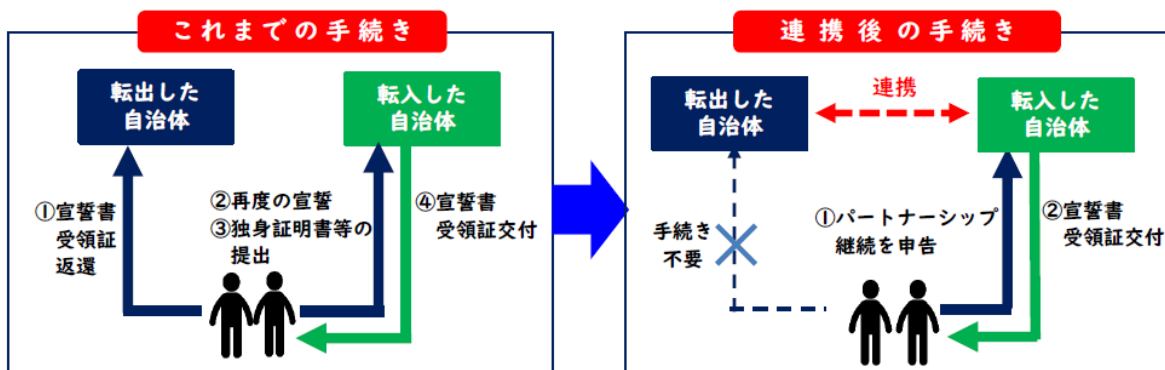 これまでの手続き
転出した
自治体
転入した
自治体
①宣誓書
受領証
返還
②再度の宣誓
③独身証明書等の
提出
④宣誓書
受領証交付
連携後の手続き
転出した
自治体
連携
転入した
自治体
手続き
不要
①パートナーシップ
継続を申告
②宣誓書
受領証交付